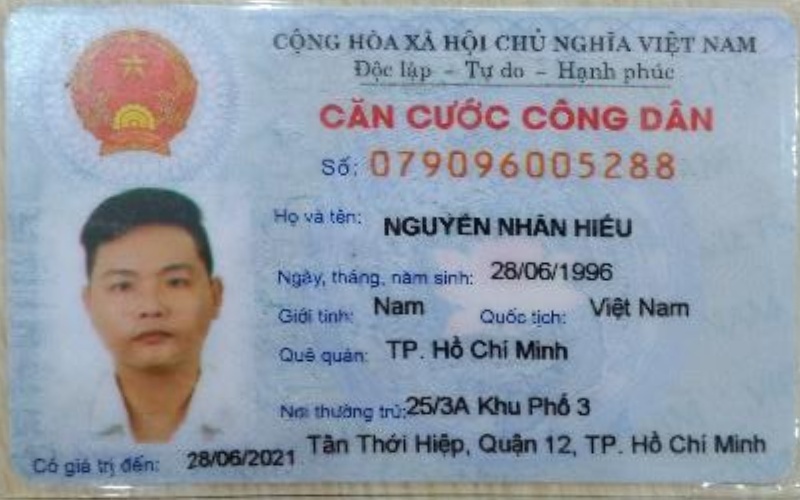 CỘNG HÒA XÃ HỘI CHỦ NGHĨA VIỆT NAM
Độc lập - Tự do - Hạnh phúc
CĂN CƯỚC CÔNG DÂN
Số: 079096005288
Họ và tên: NGUYỄN NHÂN HIẾU
Ngày, tháng, năm sinh: 28/06/1996
Giới tính: Nam Quốc tịch: Việt Nam
Quê quán: TP. Hồ Chí Minh
Nơi thường trú: 25/3A Khu Phố 3
Tân Thới Hiệp, Quận 12, TP. Hồ Chí Minh
Có giá trị đến: 28/06/2021